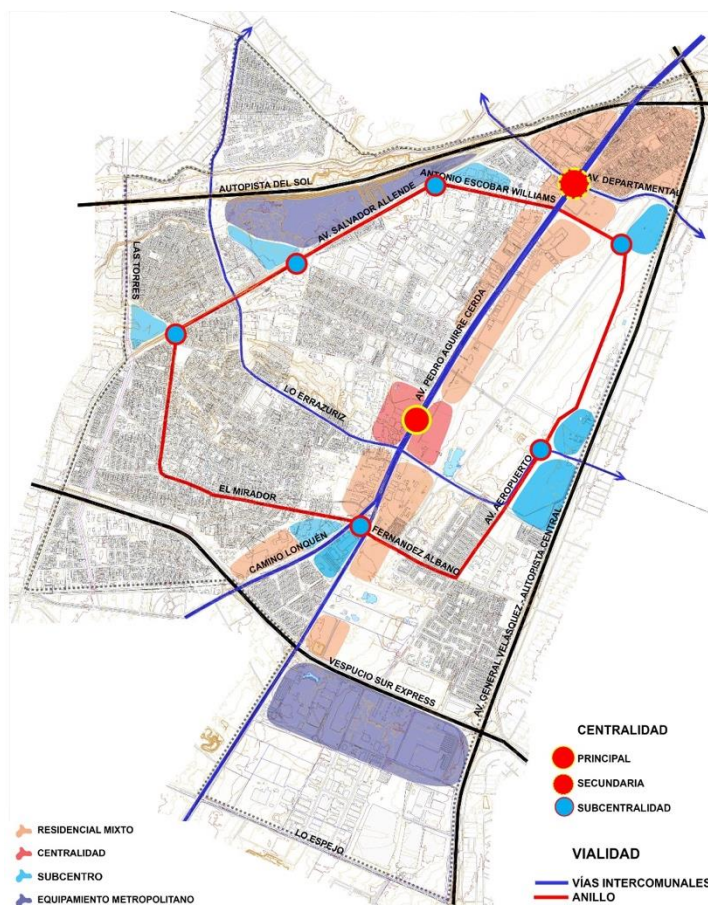 AUTOPISTA DEL SOL
ANTONIO ESCOBAR WILLIAMS
AV. DEPARTAMENTAL
AV. SALVADOR ALLENDE
LAS TORRES
AV. PEDRO AGUIRRE CERDA
LO ERRAZURIZ
EL MIRADOR
AV. AEROPUERTO
CAMINO LONQUÉN
FERNANDEZ ALBANO
AV. GENERAL VELASQUEZ - AUTOPISTA CENTRAL
VESPUCIO SUR EXPRESS
LO ESPEJO
CENTRALIDAD
PRINCIPAL
SECUNDARIA
SUBCENTRALIDAD
VIALIDAD
VÍAS INTERCOMUNALES
ANILLO
RESIDENCIAL MIXTO
CENTRALIDAD
SUBCENTRO
EQUIPAMIENTO METROPOLITANO